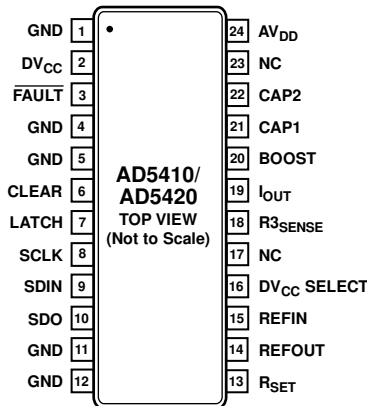 GND 1
DVCC 2
FAULT 3
GND 4
GND 5
CLEAR 6
LATCH 7
SCLK 8
SDIN 9
SDO 10
GND 11
GND 12
AD5410/
AD5420
TOP VIEW
(Not to Scale)
24 AVDD
23 NC
22 CAP2
21 CAP1
20 BOOST
19 IOUT
18 R3SENSE
17 NC
16 DVCC SELECT
15 REFIN
14 REFOUT
13 RSET